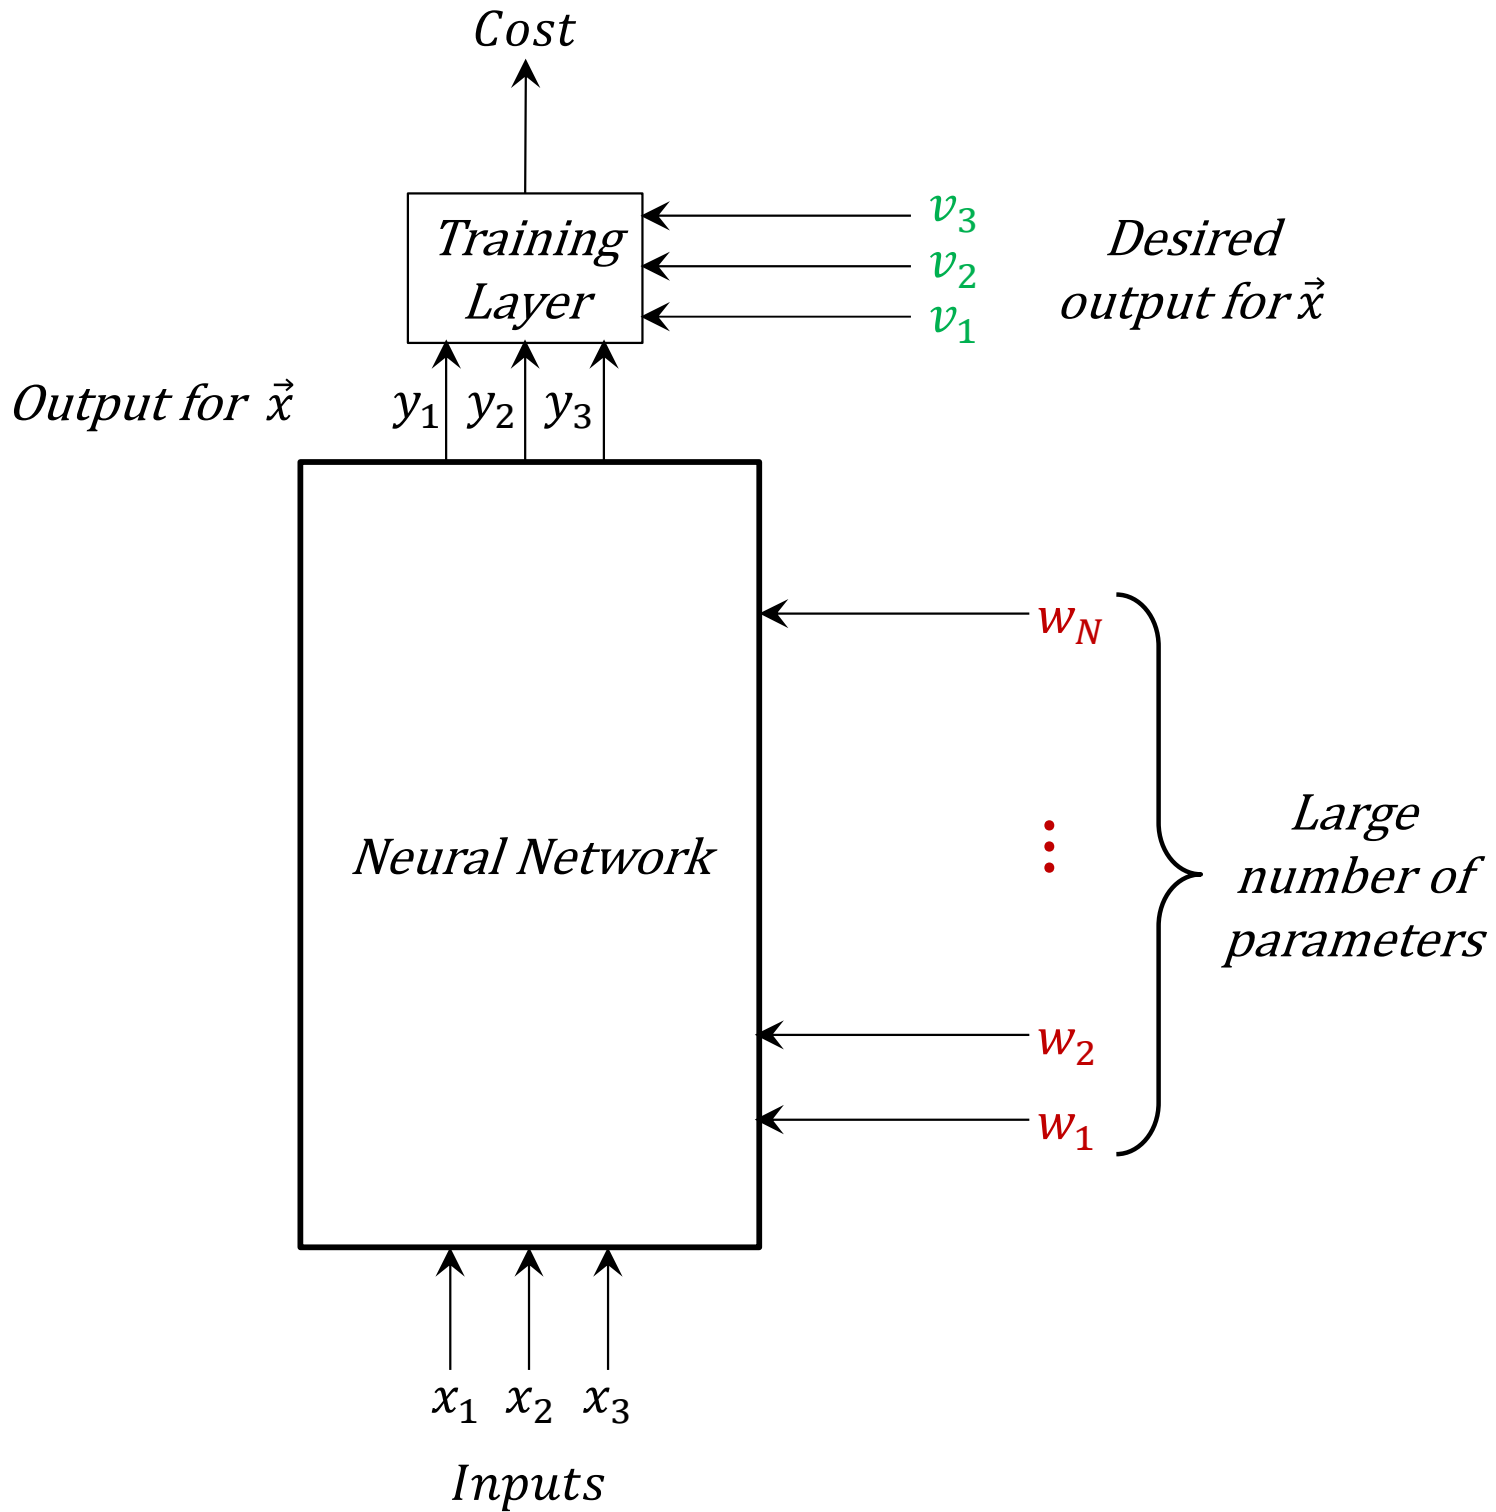 Cost
Training
Layer
v₃
v₂
v₁
Desired
output for x⃗
Output for x⃗
y₁ y₂ y₃
Neural Network
w_N
⋮
w₂
w₁
Large
number of
parameters
x₁ x₂ x₃
Inputs